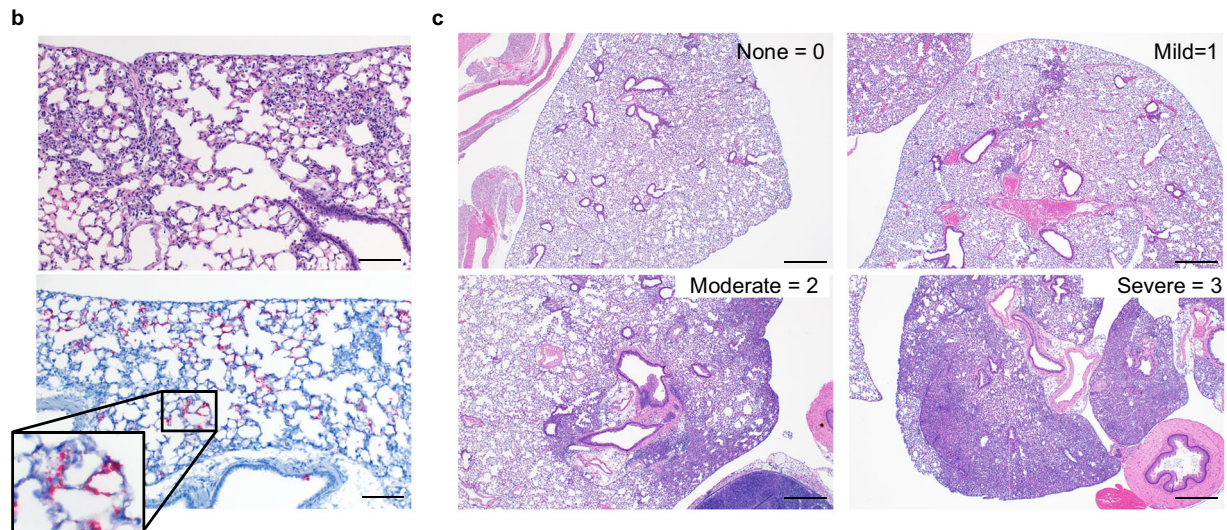 b
c
None = 0
Mild=1
Moderate = 2
Severe = 3